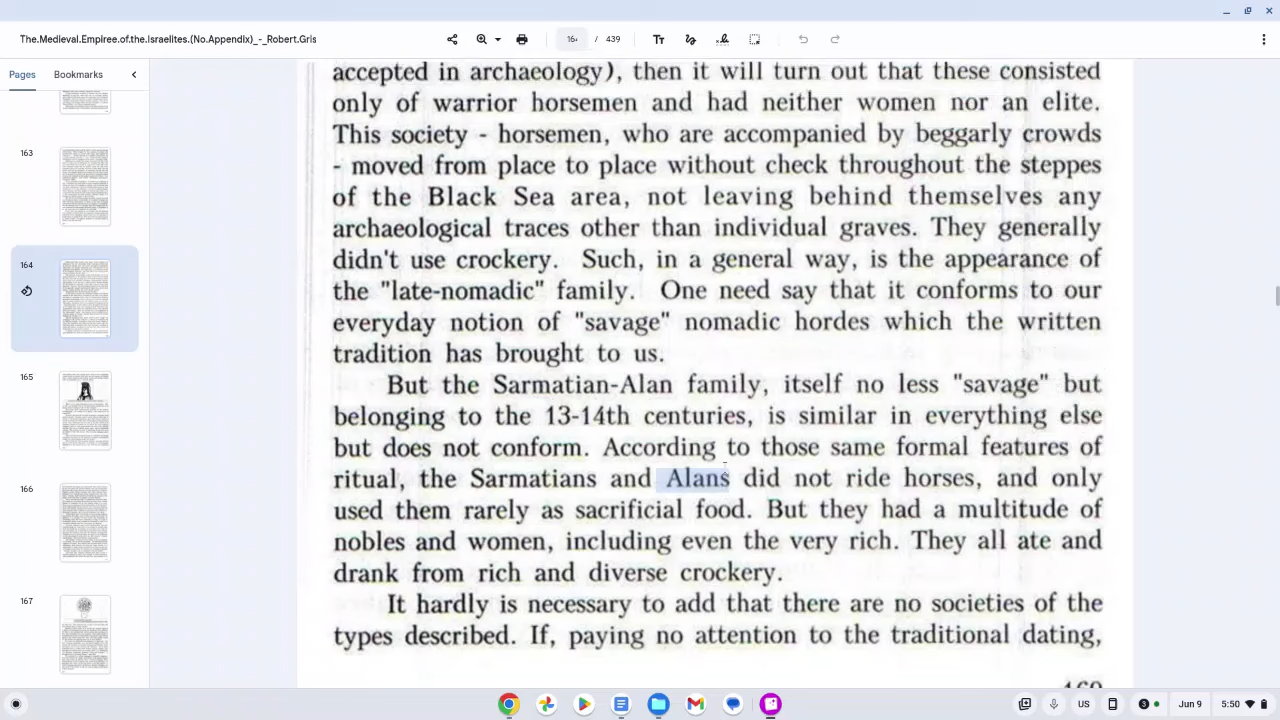 The.Medieval.Empiree.of.the.Israelites.(No.Appendix)_-_Robert.Gris
16
/ 439
Pages
Bookmarks
163
164
165
166
167
accepted in archaeology), then it will turn out that these consisted
only of warrior horsemen and had neither women nor an elite.
This society - horsemen, who are accompanied by beggarly crowds
- moved from place to place without check throughout the steppes
of the Black Sea area, not leaving behind themselves any
archaeological traces other than individual graves. They generally
didn't use crockery. Such, in a general way, is the appearance of
the "late-nomadic" family. One need say that it conforms to our
everyday notion of "savage" nomadic hordes which the written
tradition has brought to us.
But the Sarmatian-Alan family, itself no less "savage" but
belonging to the 13-14th centuries, is similar in everything else
but does not conform. According to those same formal features of
ritual, the Sarmatians and Alans did not ride horses, and only
used them rarely as sacrificial food. But they had a multitude of
nobles and women, including even the very rich. They all ate and
drank from rich and diverse crockery.
It hardly is necessary to add that there are no societies of the
types described. If, paying no attention to the traditional dating,
US
3
Jun 9
5:50